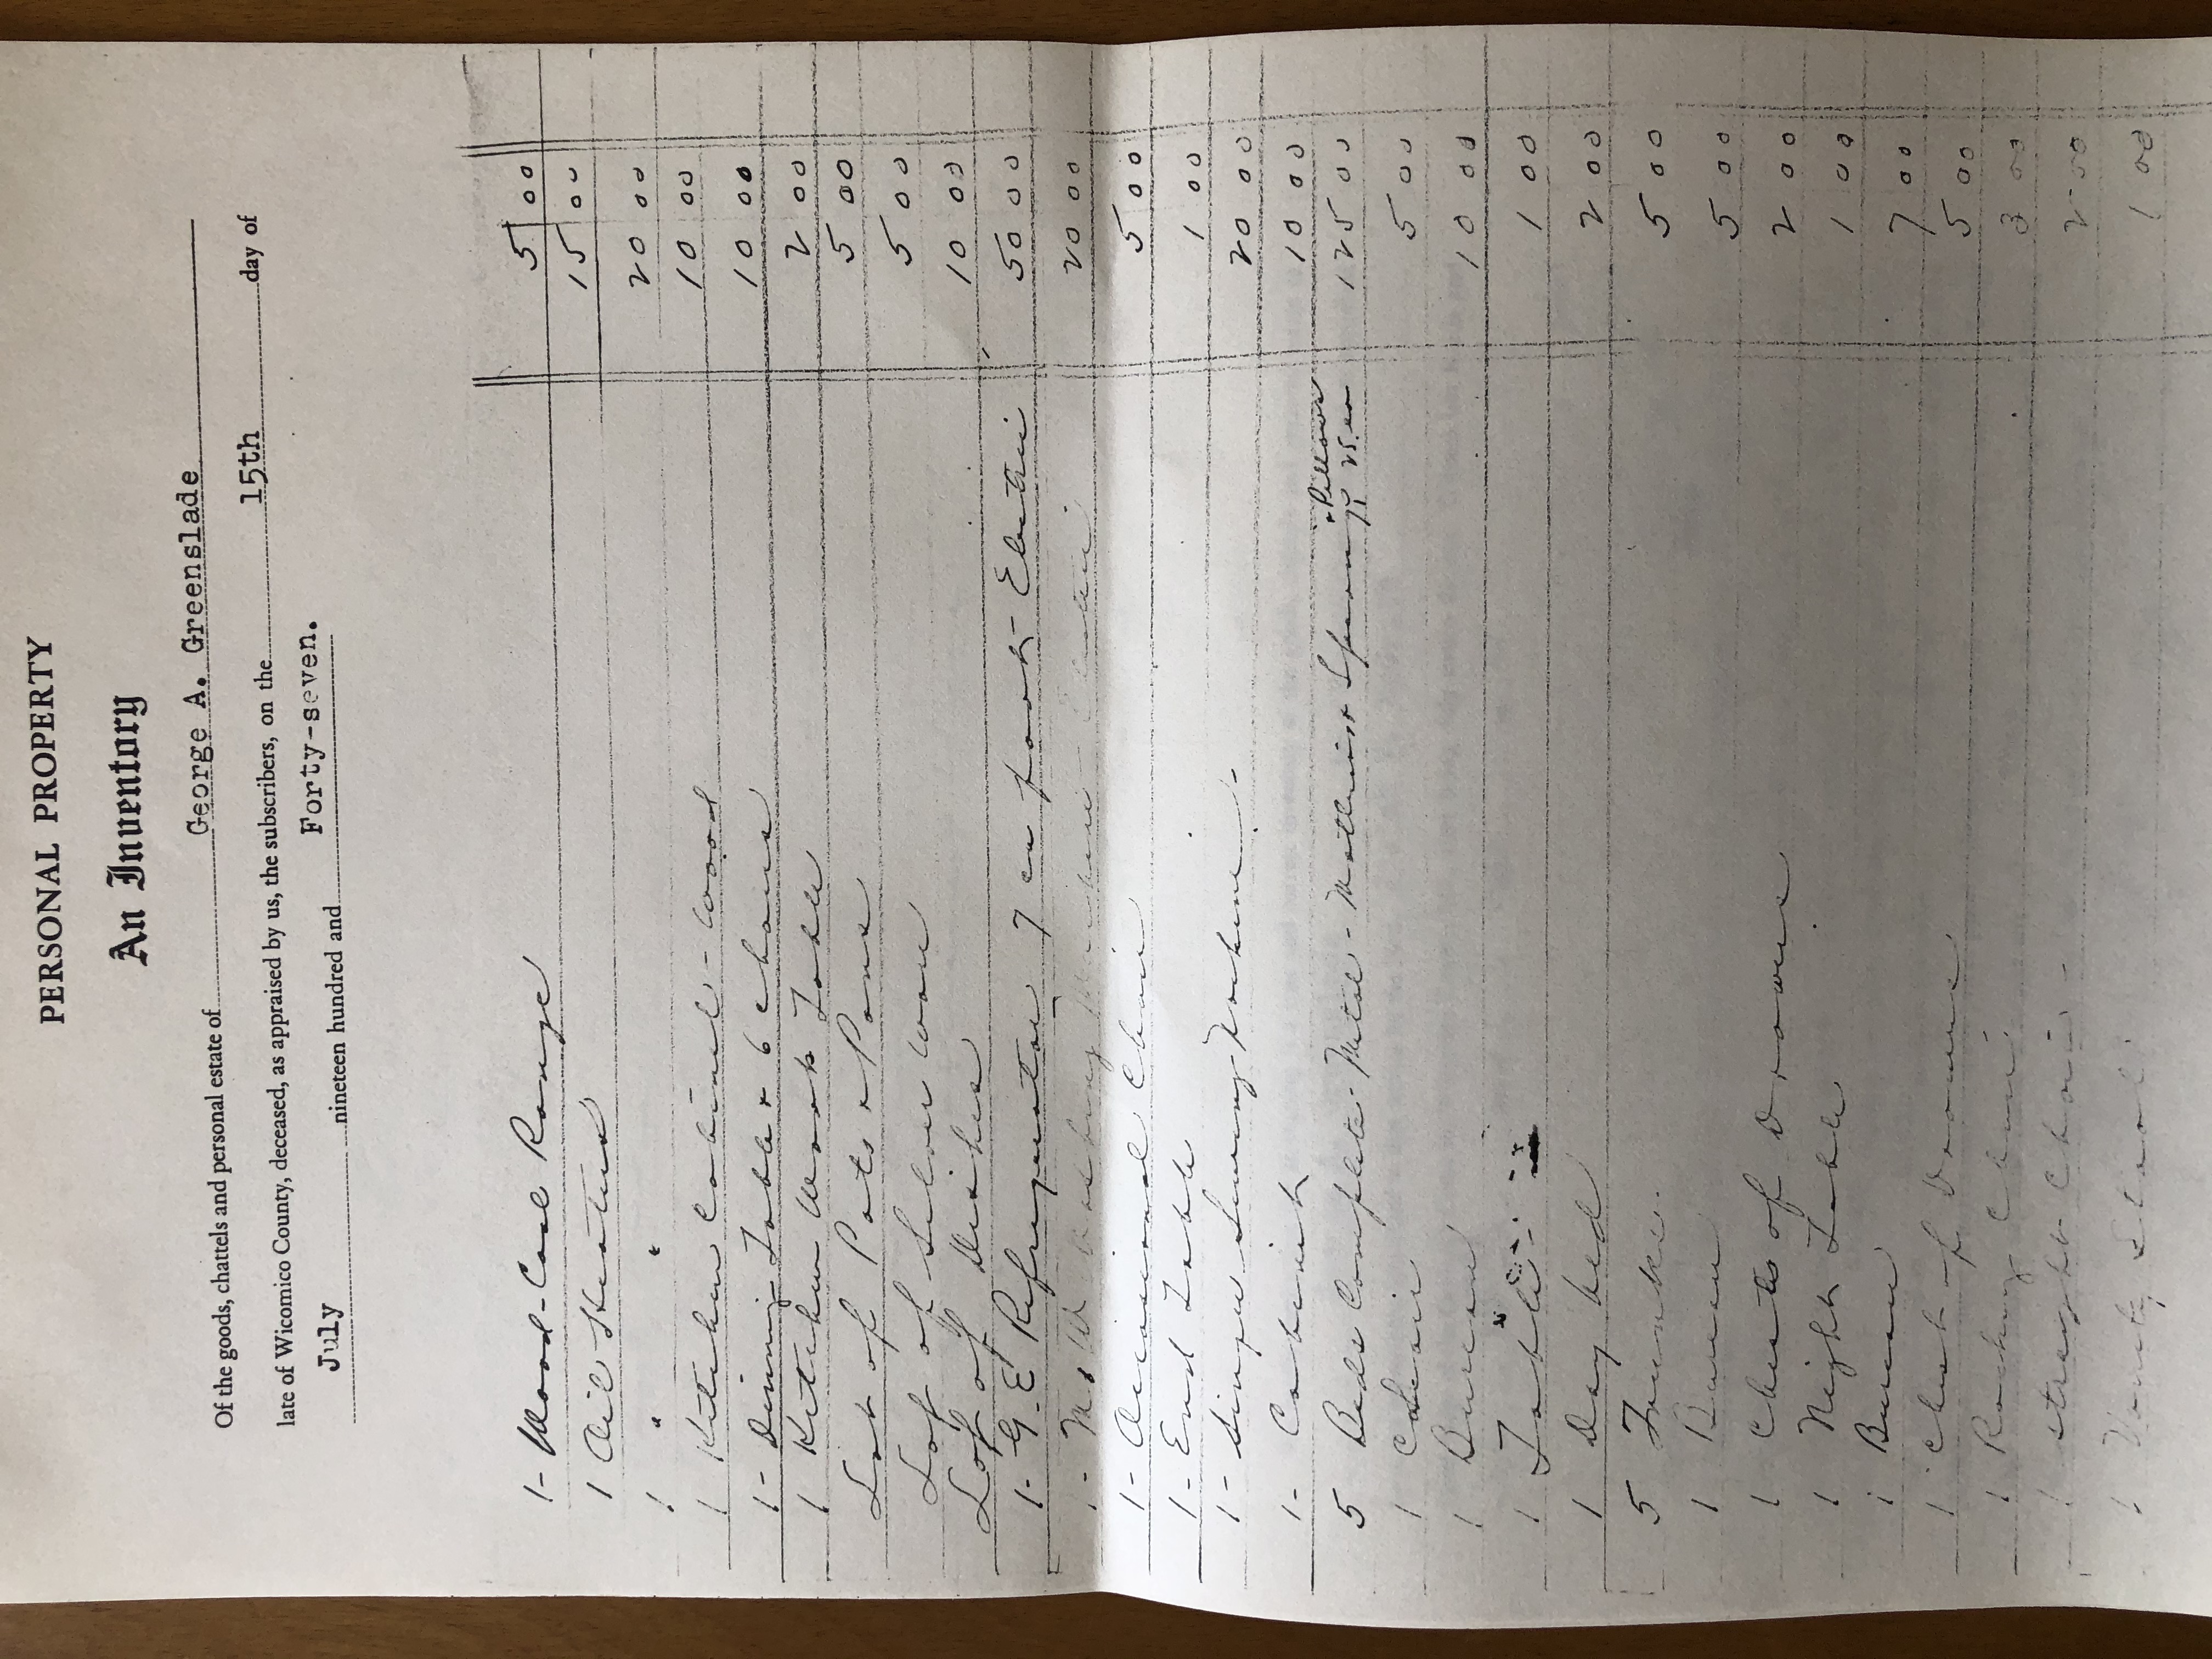 PERSONAL PROPERTY
An Inventory
Of the goods, chattels and personal estate of George A. Greenslade
late of Wicomico County, deceased, as appraised by us, the subscribers, on the 15th day of
July nineteen hundred and Forty-seven.
1- Wood-Coal Range 5 00
1 Oil Heater 15 00
1 " " 20 00
1 Kitchen Cabinet - Wood 10 00
1- Dinning Table & 6 chairs 10 00
1 Kitchen Work Table 2 00
Lot of Pots & Pans 5 00
Lot of Silver Ware 5 00
Lot of Dishes 10 00
1- G.E Refrigerator 7 cu foot Electric 50 00
1- M.W Washing Machine - Electric 20 00
1- Occasional Chair 5 00
1- End Table 1 00
1- Singer Sewing Machine - 20 00
1- Cabinet 10 00
5 Beds Complete - Metal - Mattress & Spring & Pillows 25. ea 125 00
1 Chair 5 00
1 Bureau 10 00
1 Table - 1 00
1 Day bed 2 00
5 Trunks. 5 00
1 Bureau 5 00
1 Chest of Drawers 2 00
1 Night Table 1 00
1 Bureau 7 00
1 Chest of Drawers 5 00
1 Rocking Chair 3 00
1 straight Chair - 2 50
1 Vanity Stool 1 00